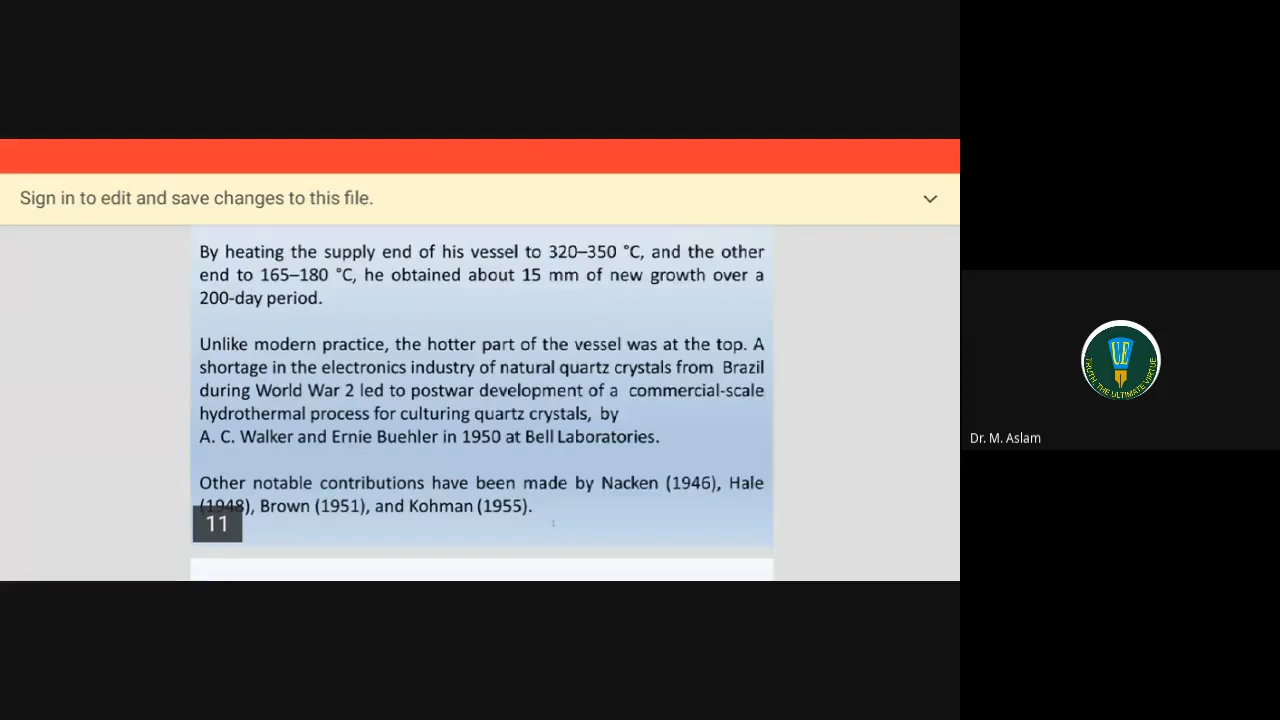 Sign in to edit and save changes to this file.
By heating the supply end of his vessel to 320–350 °C, and the other
end to 165–180 °C, he obtained about 15 mm of new growth over a
200-day period.
Unlike modern practice, the hotter part of the vessel was at the top. A
shortage in the electronics industry of natural quartz crystals from Brazil
during World War 2 led to postwar development of a commercial-scale
hydrothermal process for culturing quartz crystals, by
A. C. Walker and Ernie Buehler in 1950 at Bell Laboratories.
Other notable contributions have been made by Nacken (1946), Hale
(1948), Brown (1951), and Kohman (1955).
11
UE
TRUTH, THE ULTIMATE VIRTUE
Dr. M. Aslam